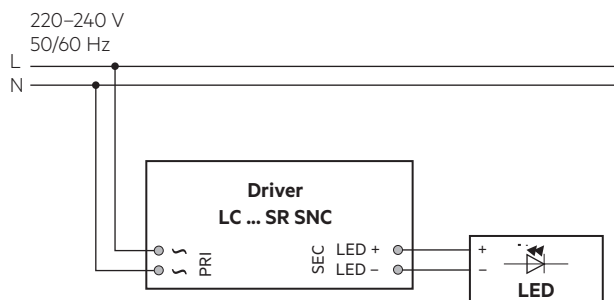 220–240 V
50/60 Hz
L
N
Driver
LC ... SR SNC
~ PRI SEC LED +
~ LED –
+
–
LED